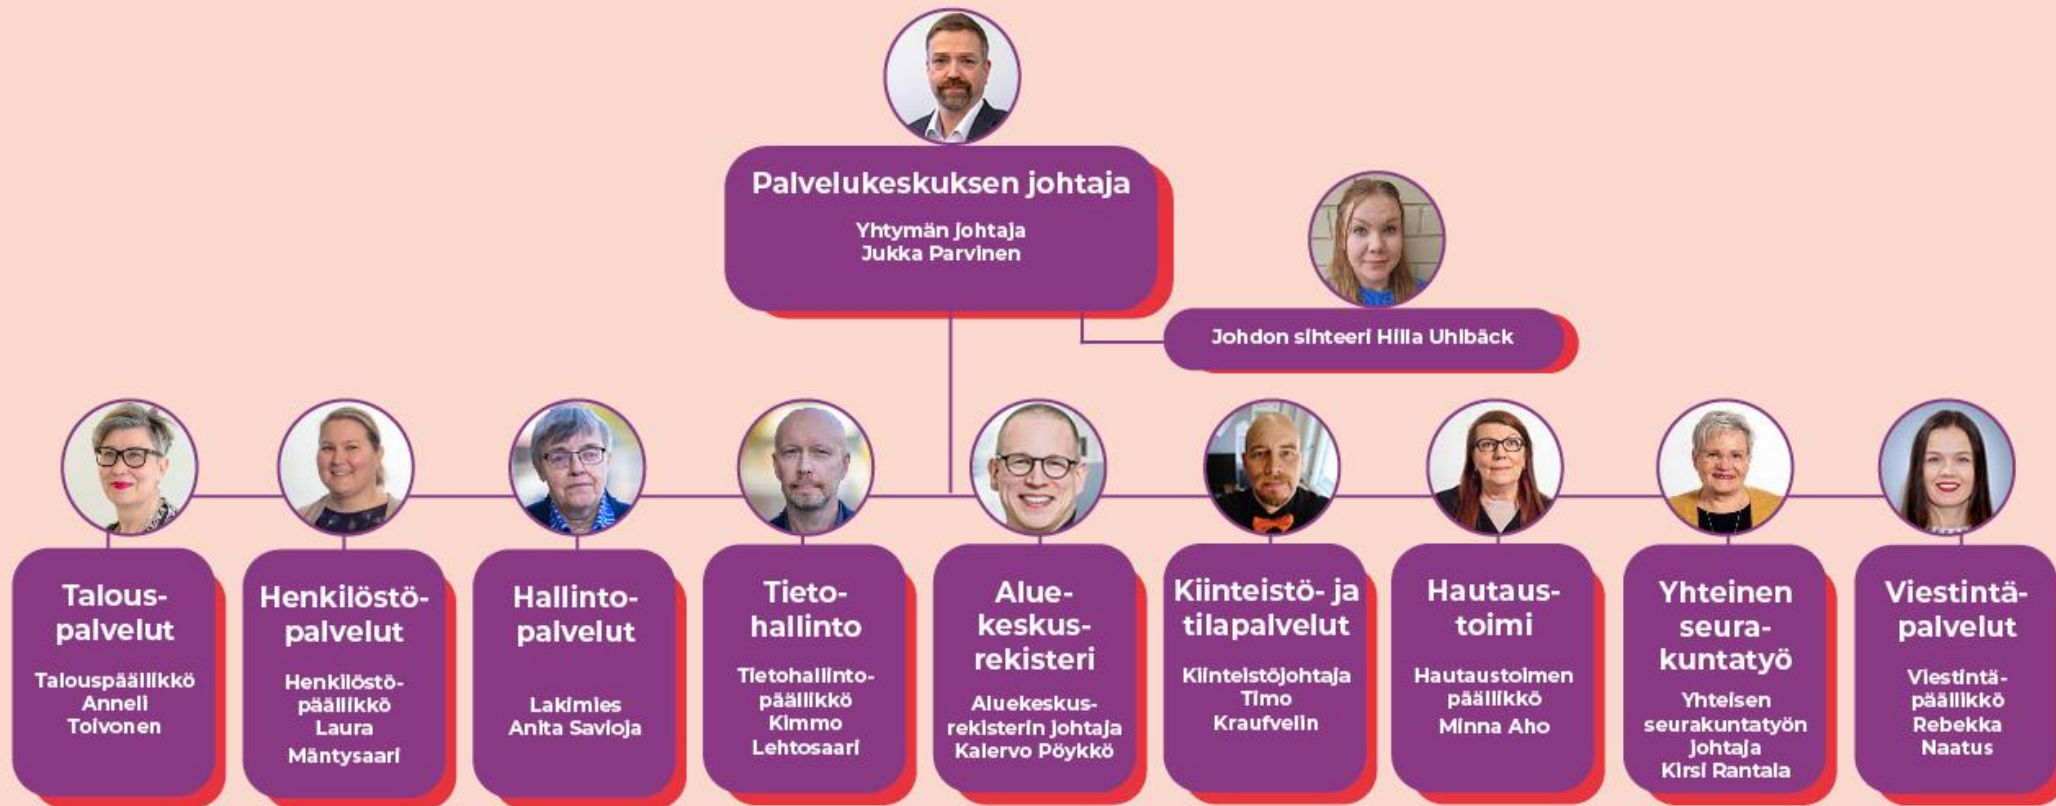 Palvelukeskuksen johtaja
Yhtymän johtaja
Jukka Parvinen
Johdon sihteeri Hilla Uhlbäck
Talous-
palvelut
Talouspäällikkö
Anneli
Toivonen
Henkilöstö-
palvelut
Henkilöstö-
päällikkö
Laura
Mäntysaari
Hallinto-
palvelut
Lakimies
Anita Savioja
Tieto-
hallinto
Tietohallinto-
päällikkö
Kimmo
Lehtosaari
Alue-
keskus-
rekisteri
Aluekeskus-
rekisterin johtaja
Kalervo Pöykkö
Kiinteistö- ja
tilapalvelut
Kiinteistöjohtaja
Timo
Kraufvelin
Hautaus-
toimi
Hautaustoimen
päällikkö
Minna Aho
Yhteinen
seura-
kuntatyö
Yhteisen
seurakuntatyön
johtaja
Kirsi Rantala
Viestintä-
palvelut
Viestintä-
päällikkö
Rebekka
Naatus